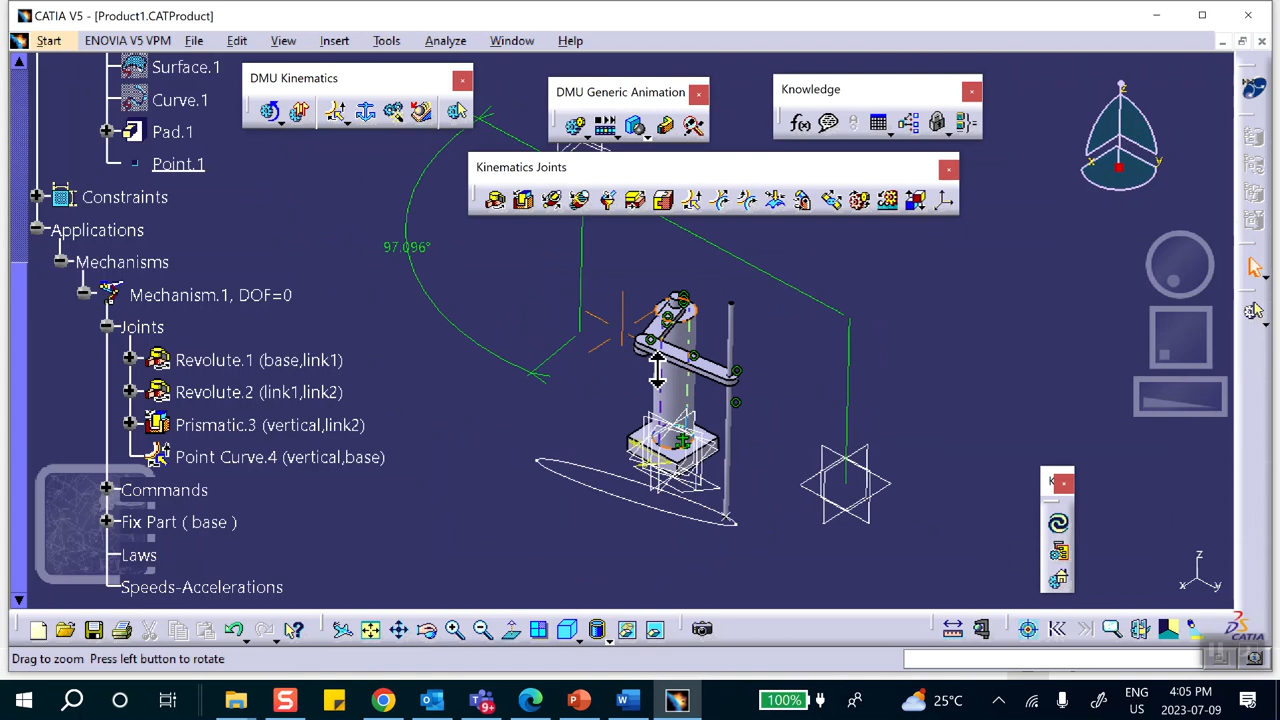 CATIA V5 - [Product1.CATProduct]
Start ENOVIA V5 VPM File Edit View Insert Tools Analyze Window Help
Surface.1
Curve.1
Pad.1
Point.1
Constraints
Applications
Mechanisms
Mechanism.1, DOF=0
Joints
Revolute.1 (base,link1)
Revolute.2 (link1,link2)
Prismatic.3 (vertical,link2)
Point Curve.4 (vertical,base)
Commands
Fix Part ( base )
Laws
Speeds-Accelerations
DMU Kinematics
DMU Generic Animation
Knowledge
f(x)
Kinematics Joints
97.096°
z
x y
K
z
x y
CATIA
Drag to zoom Press left button to rotate
9+
100%
25°C
ENG
US
4:05 PM
2023-07-09